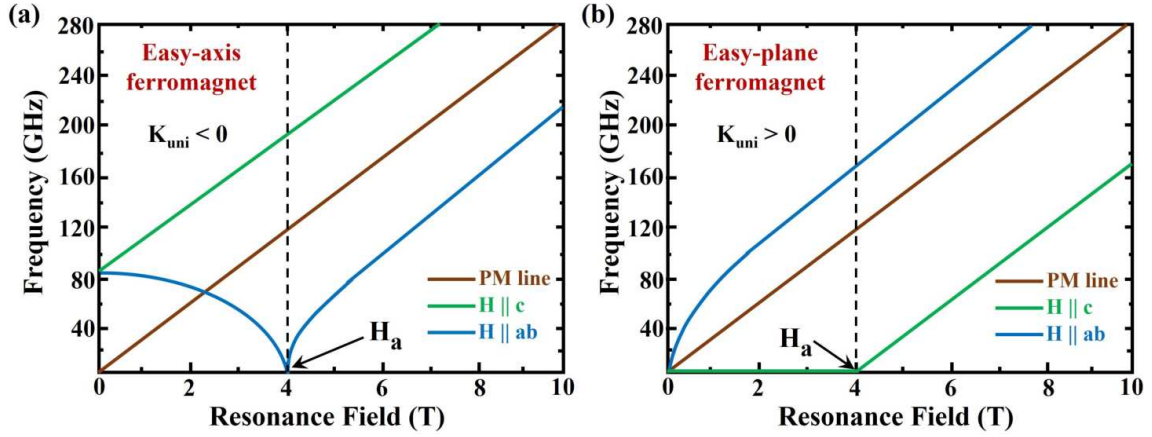 (a)
280
240
200
160
120
80
40
Frequency (GHz)
Easy-axis
ferromagnet
K_uni < 0
PM line
H || c
H || ab
H_a
0
2
4
6
8
10
Resonance Field (T)
(b)
280
240
200
160
120
80
40
Frequency (GHz)
Easy-plane
ferromagnet
K_uni > 0
PM line
H || c
H || ab
H_a
0
2
4
6
8
10
Resonance Field (T)